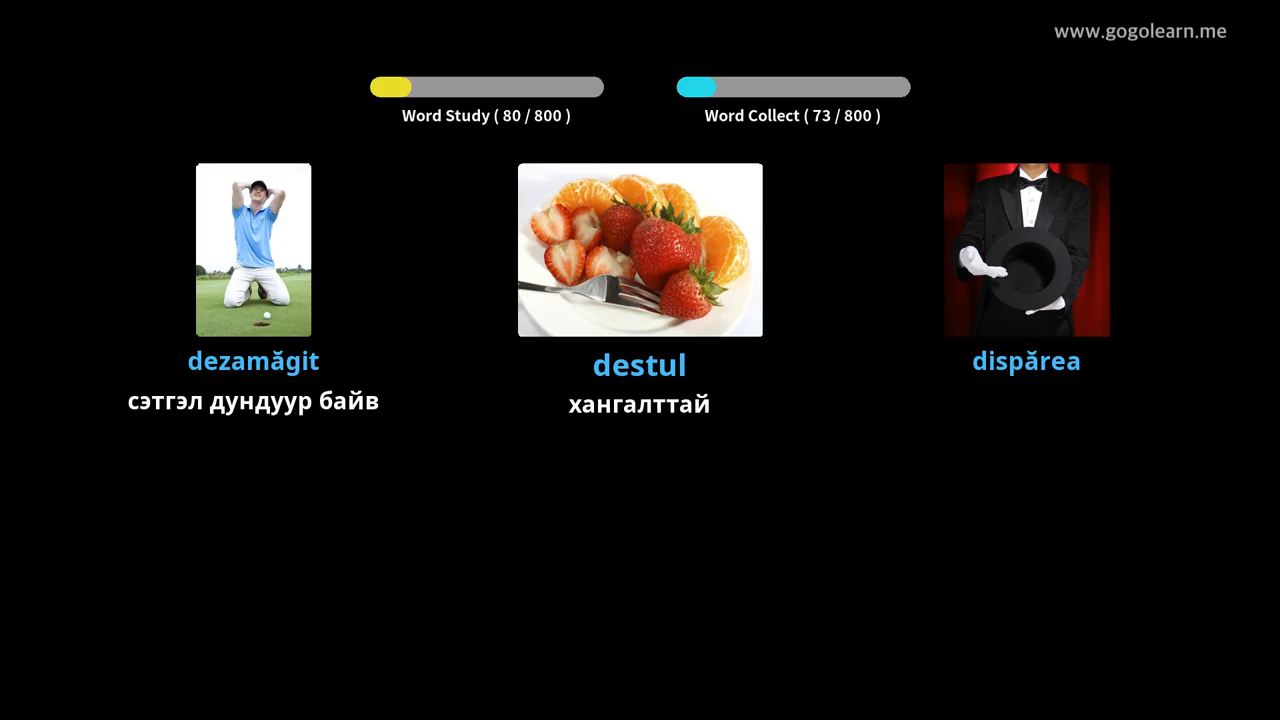 www.gogolearn.me
Word Study ( 80 / 800 )
Word Collect ( 73 / 800 )
dezamăgit
сэтгэл дундуур байв
destul
хангалттай
dispărea